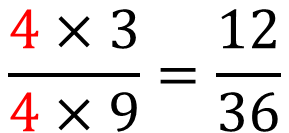 4 × 3 = 12
4 × 9 36